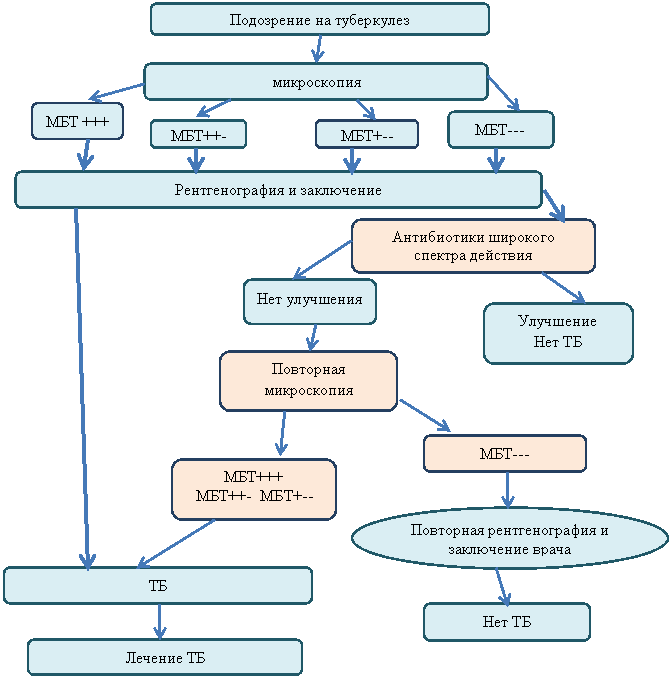 Подозрение на туберкулез
микроскопия
МБТ +++
МБТ++-
МБТ+--
МБТ---
Рентгенография и заключение
Антибиотики широкого
спектра действия
Нет улучшения
Улучшение
Нет ТБ
Повторная
микроскопия
МБТ---
МБТ+++
МБТ++-  МБТ+--
Повторная рентгенография и
заключение врача
ТБ
Нет ТБ
Лечение ТБ